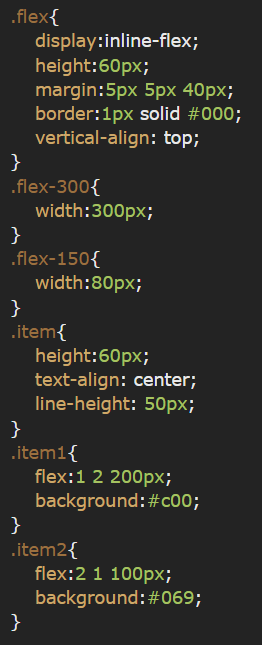 .flex{
    display:inline-flex;
    height:60px;
    margin:5px 5px 40px;
    border:1px solid #000;
    vertical-align: top;
}
.flex-300{
    width:300px;
}
.flex-150{
    width:80px;
}
.item{
    height:60px;
    text-align: center;
    line-height: 50px;
}
.item1{
    flex:1 2 200px;
    background:#c00;
}
.item2{
    flex:2 1 100px;
    background:#069;
}